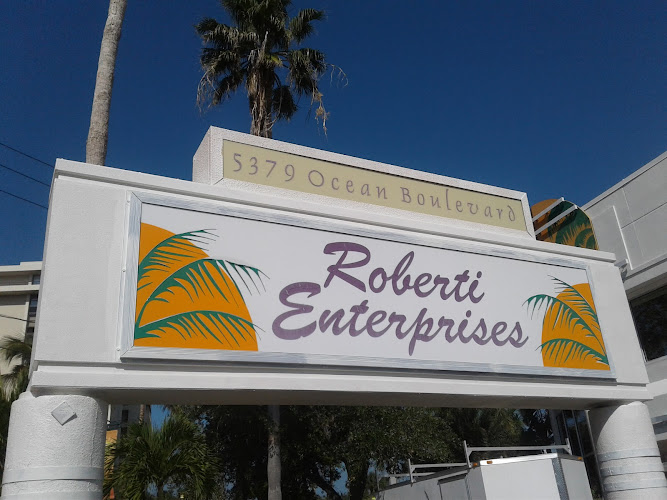 5379 Ocean Boulevard
Roberti
Enterprises